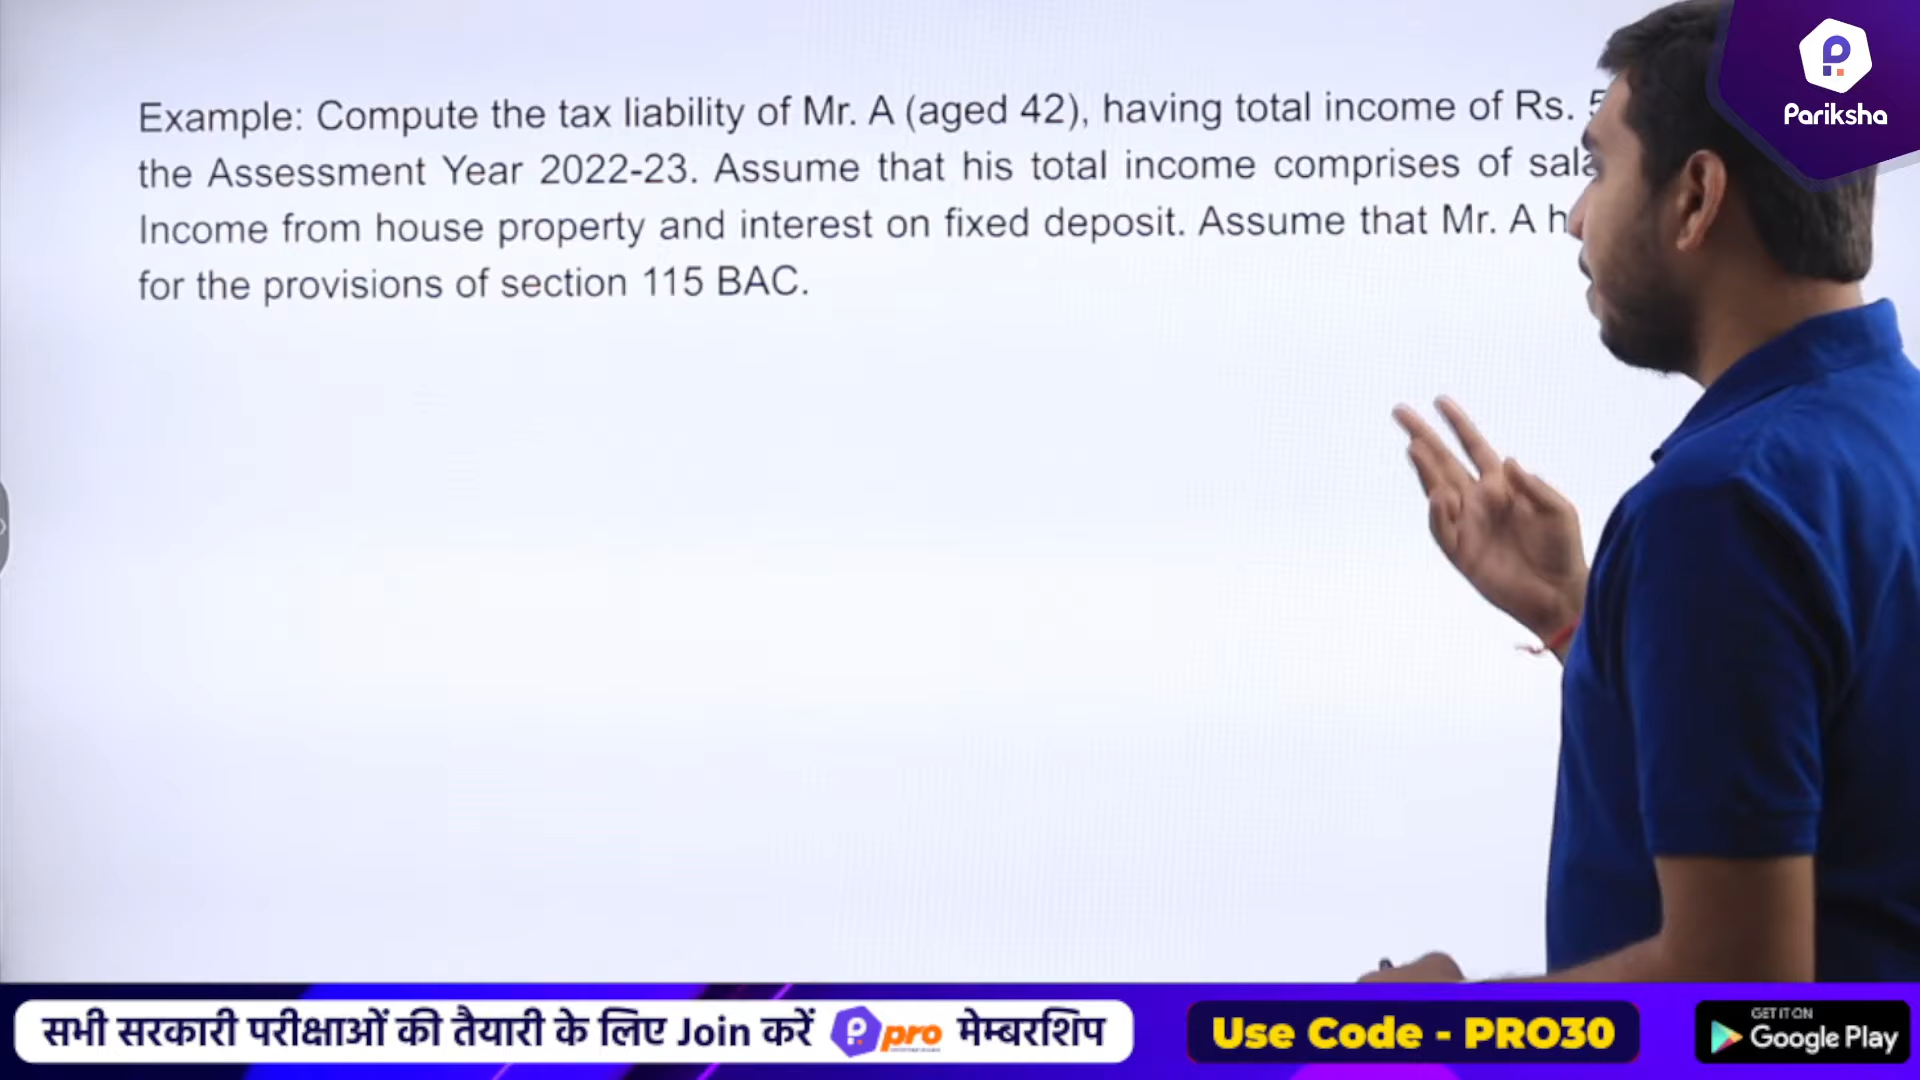 Example: Compute the tax liability of Mr. A (aged 42), having total income of Rs.
the Assessment Year 2022-23. Assume that his total income comprises of
Income from house property and interest on fixed deposit. Assume that Mr. A
for the provisions of section 115 BAC.
Pariksha
सभी सरकारी परीक्षाओं की तैयारी के लिए Join करें pro मेम्बरशिप
Use Code - PRO30
GET IT ON
Google Play